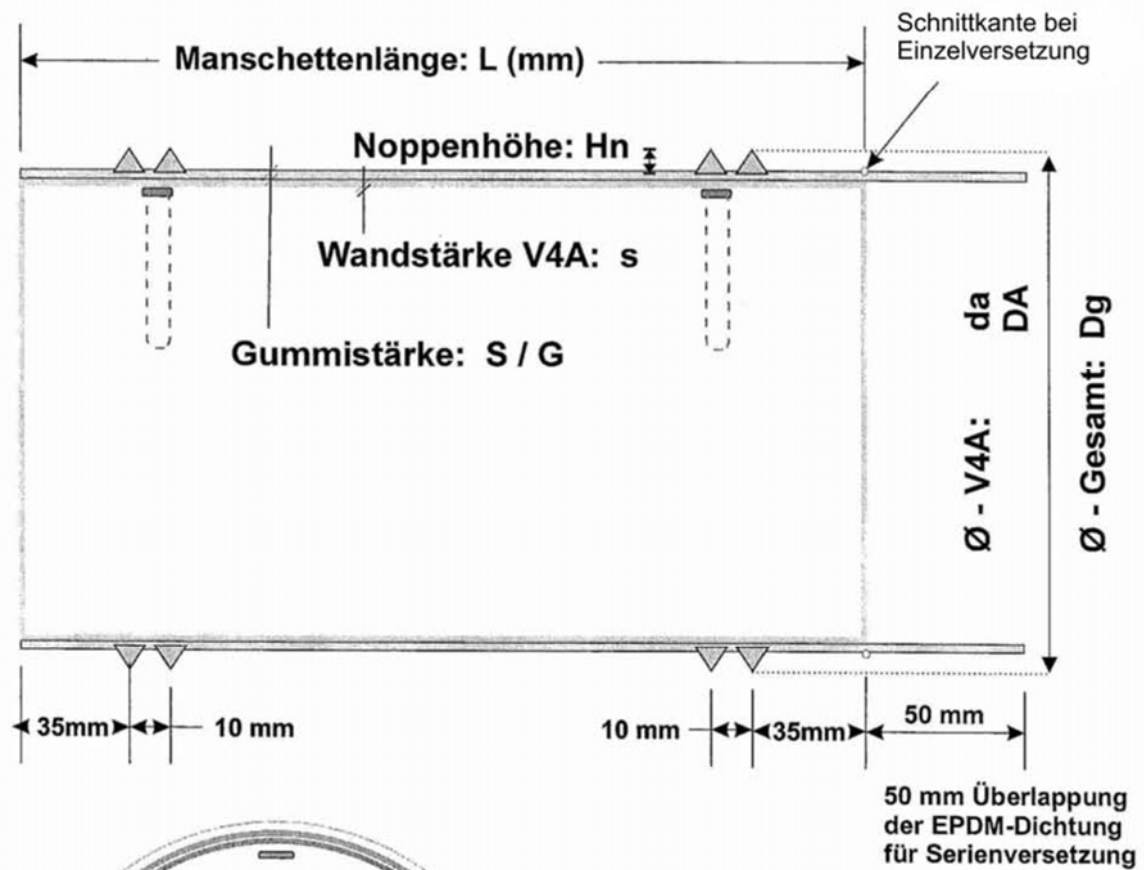 Schnittkante bei
Einzelversetzung
Manschettenlänge: L (mm)
Noppenhöhe: Hn
Wandstärke V4A: s
Gummistärke: S / G
Ø - V4A: da
DA
Ø - Gesamt: Dg
35mm
10 mm
10 mm
35mm
50 mm
50 mm Überlappung
der EPDM-Dichtung
für Serienversetzung